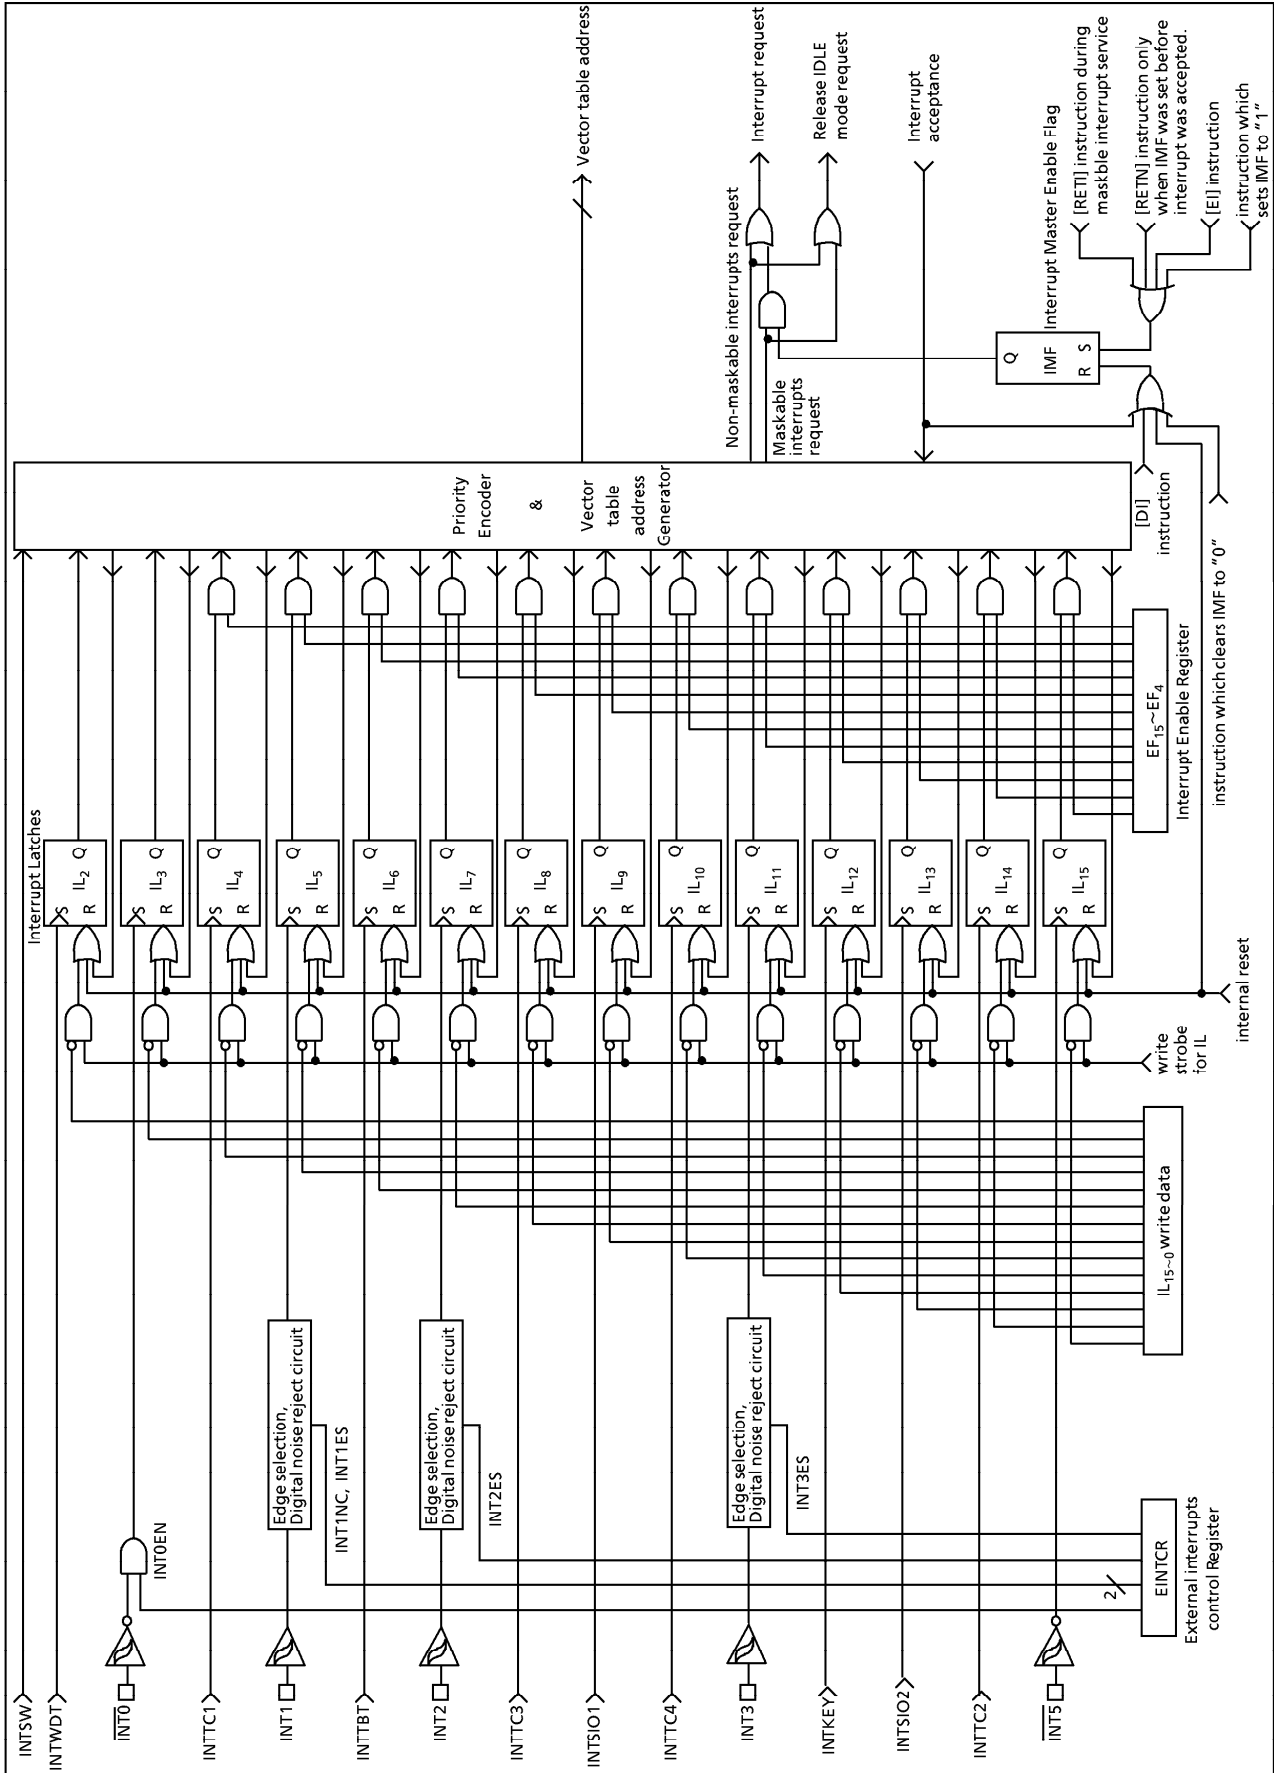 INTSW
INTWDT
INT0
INT0EN
INTTC1
INT1
Edge selection,
Digital noise reject circuit
INT1NC, INT1ES
INTTBT
INT2
Edge selection,
Digital noise reject circuit
INT2ES
INTTC3
INTSIO1
INTTC4
INT3
Edge selection,
Digital noise reject circuit
INT3ES
INTKEY
INTSIO2
INTTC2
INT5
2
EINTCR
External interrupts
control Register
IL15~0 write data
write
strobe
for IL
internal reset
Interrupt Latches
S IL2 Q
R
S IL3 Q
R
S IL4 Q
R
S IL5 Q
R
S IL6 Q
R
S IL7 Q
R
S IL8 Q
R
S IL9 Q
R
S IL10 Q
R
S IL11 Q
R
S IL12 Q
R
S IL13 Q
R
S IL14 Q
R
S IL15 Q
R
EF15~EF4
Interrupt Enable Register
instruction which clears IMF to "0"
Priority
Encoder
&
Vector
table
address
Generator
[DI]
instruction
Vector table address
Non-maskable interrupts request
Maskable
interrupts
request
Interrupt request
Release IDLE
mode request
Interrupt
acceptance
Q
IMF
R S
Interrupt Master Enable Flag
[RETI] instruction during
maskble interrupt service
[RETN] instruction only
when IMF was set before
interrupt was accepted.
[EI] instruction
instruction which
sets IMF to "1"